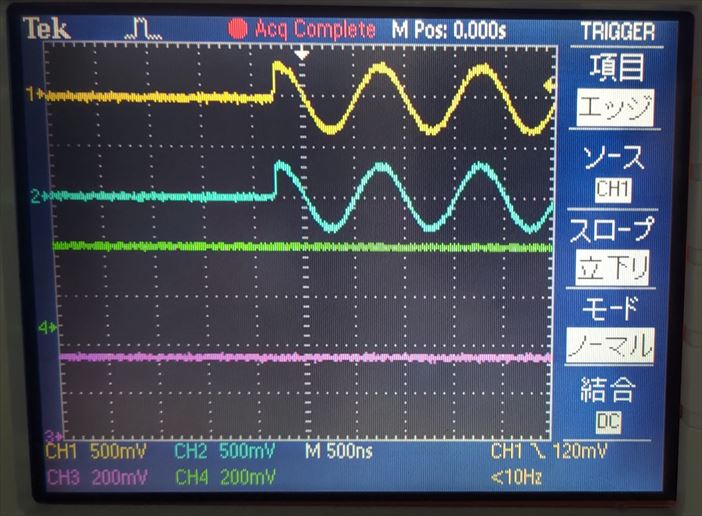 Tek Acq Complete M Pos: 0.000s TRIGGER
項目
エッジ
ソース
CH1
スロープ
立下り
モード
ノーマル
結合
DC
1
2
4
3
CH1 500mV CH2 500mV M 500ns CH1 120mV
CH3 200mV CH4 200mV <10Hz